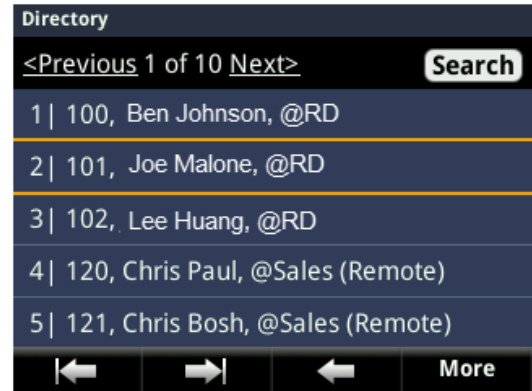 Directory
<Previous 1 of 10 Next> Search
1| 100, Ben Johnson, @RD
2| 101, Joe Malone, @RD
3| 102, Lee Huang, @RD
4| 120, Chris Paul, @Sales (Remote)
5| 121, Chris Bosh, @Sales (Remote)
More